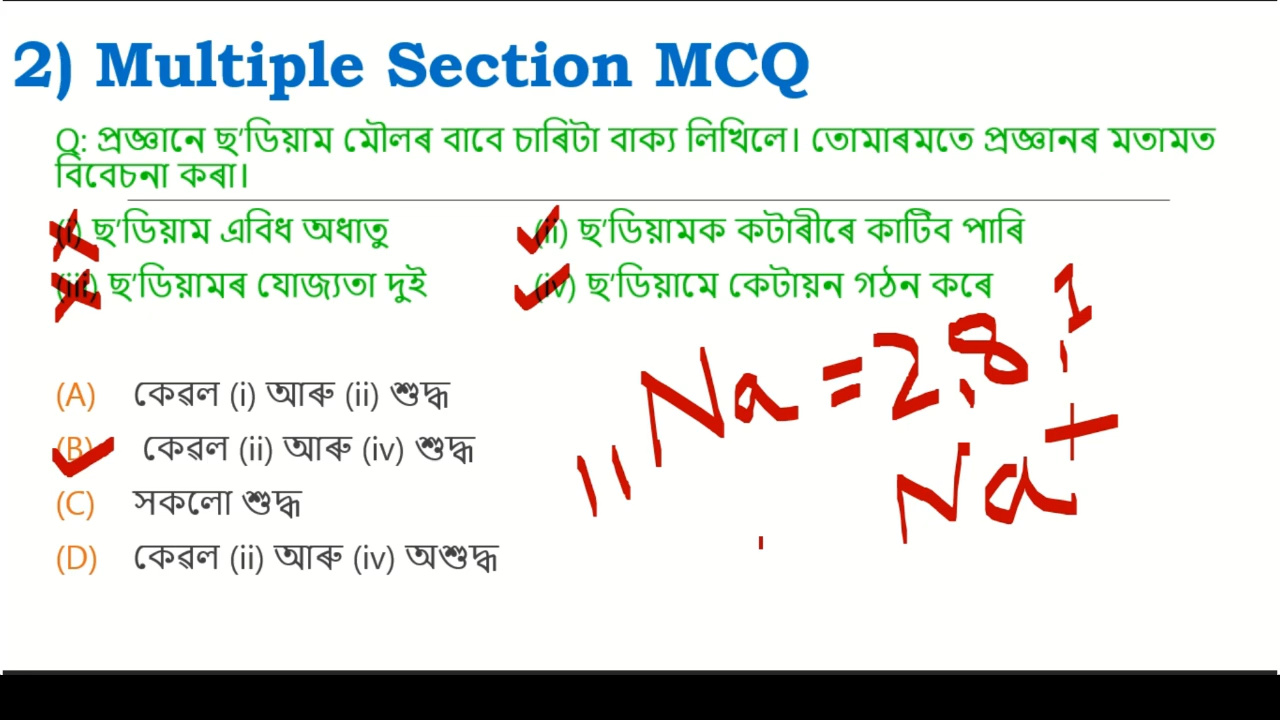 2) Multiple Section MCQ
Q: প্ৰজ্ঞানে ছ’ডিয়াম মৌলৰ বাবে চাৰিটা বাক্য লিখিলে। তোমাৰমতে প্ৰজ্ঞানৰ মতামত
বিবেচনা কৰা।
(i) ছ’ডিয়াম এবিধ অধাতু (ii) ছ’ডিয়ামক কটাৰীৰে কাটিব পাৰি
(iii) ছ’ডিয়ামৰ যোজ্যতা দুই (iv) ছ’ডিয়ামে কেটায়ন গঠন কৰে
(A) কেৱল (i) আৰু (ii) শুদ্ধ
(B) কেৱল (ii) আৰু (iv) শুদ্ধ
(C) সকলো শুদ্ধ
(D) কেৱল (ii) আৰু (iv) অশুদ্ধ
11Na = 2,8,1
Na+